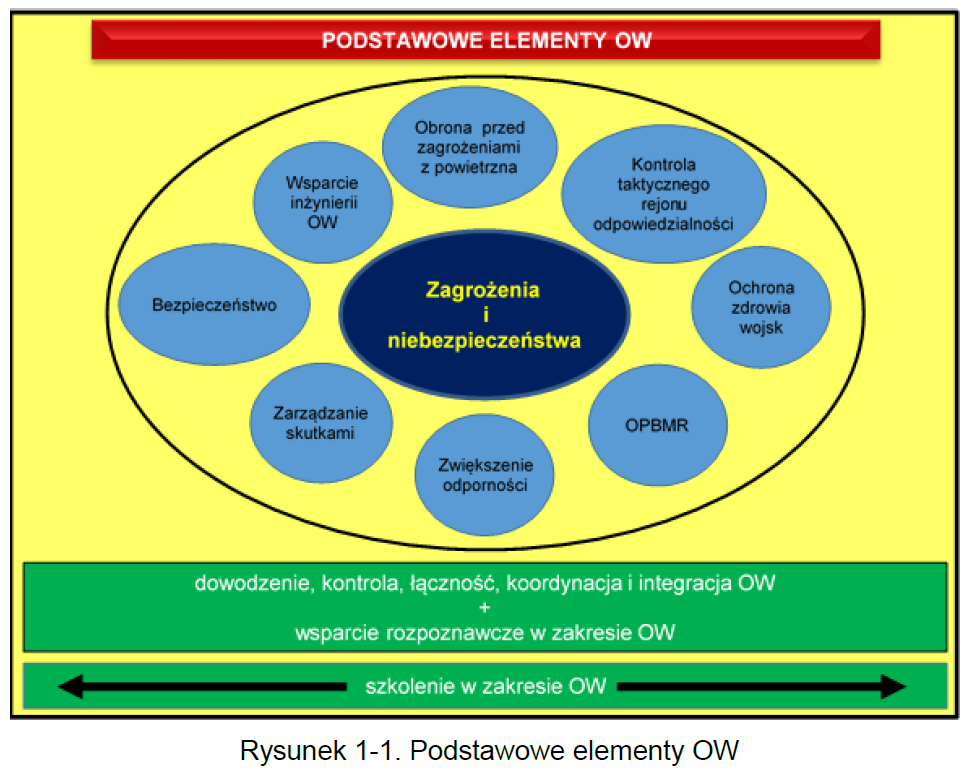 PODSTAWOWE ELEMENTY OW
Obrona przed
zagrożeniami
z powietrzna
Kontrola
taktycznego
rejonu
odpowiedzialności
Wsparcie
inżynierii
OW
Bezpieczeństwo
Zagrożenia
i
niebezpieczeństwa
Ochrona
zdrowia
wojsk
Zarządzanie
skutkami
Zwiększenie
odporności
OPBMR
dowodzenie, kontrola, łączność, koordynacja i integracja OW
+
wsparcie rozpoznawcze w zakresie OW
szkolenie w zakresie OW
Rysunek 1-1. Podstawowe elementy OW